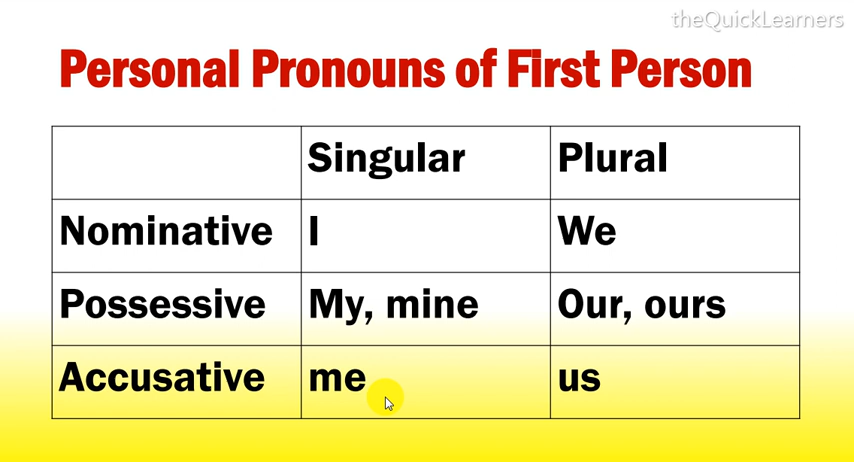 theQuickLearners
Personal Pronouns of First Person
Singular Plural
Nominative I We
Possessive My, mine Our, ours
Accusative me us